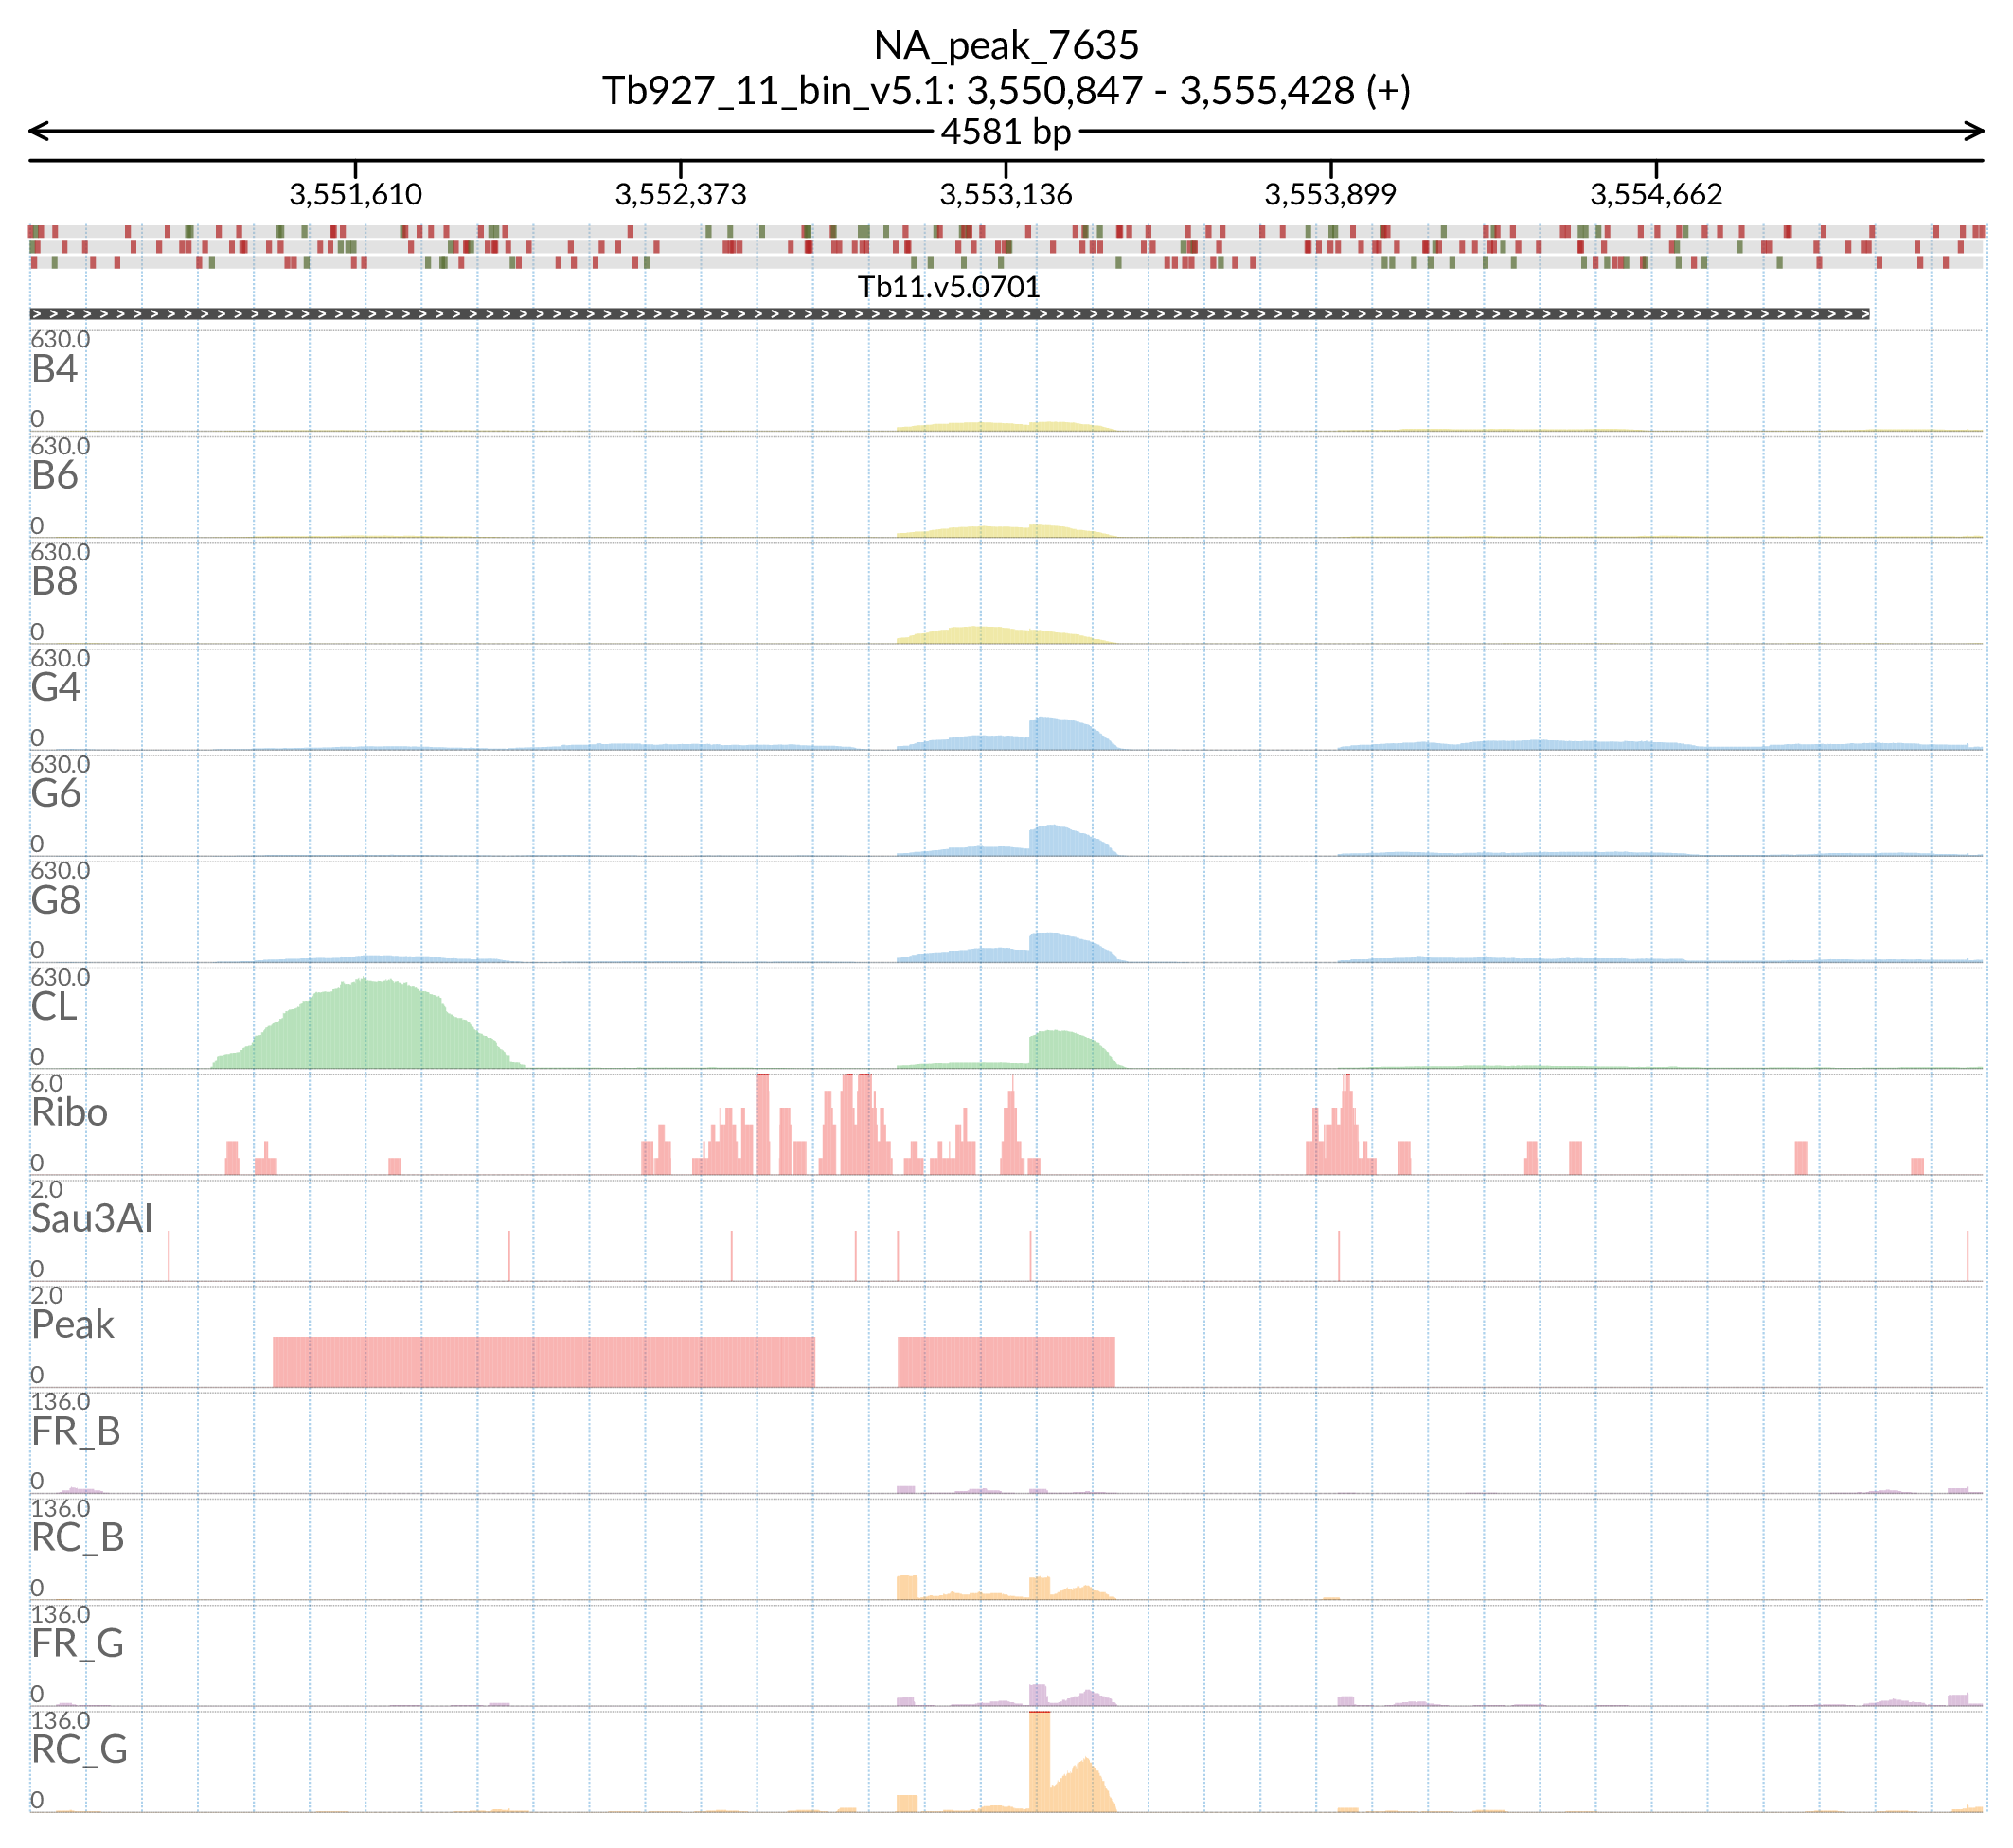 NA_peak_7635
Tb927_11_bin_v5.1: 3,550,847 - 3,555,428 (+)
4581 bp
3,551,610 3,552,373 3,553,136 3,553,899 3,554,662
Tb11.v5.0701
630.0
B4
0
630.0
B6
0
630.0
B8
0
630.0
G4
0
630.0
G6
0
630.0
G8
0
630.0
CL
0
6.0
Ribo
0
2.0
Sau3AI
0
2.0
Peak
0
136.0
FR_B
0
136.0
RC_B
0
136.0
FR_G
0
136.0
RC_G
0